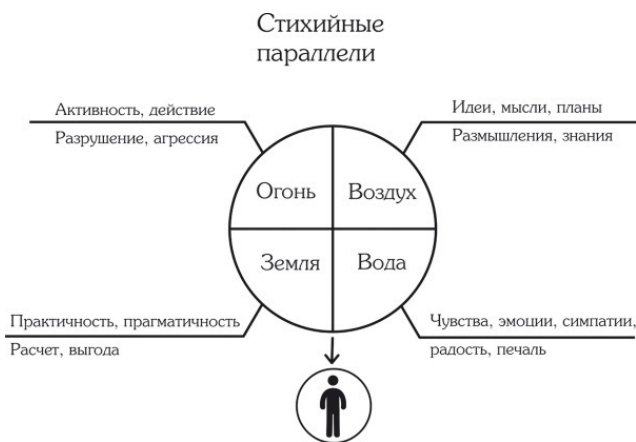 Стихийные
параллели
Активность, действие
Разрушение, агрессия
Идеи, мысли, планы
Размышления, знания
Огонь
Воздух
Земля
Вода
Практичность, прагматичность
Расчет, выгода
Чувства, эмоции, симпатии,
радость, печаль